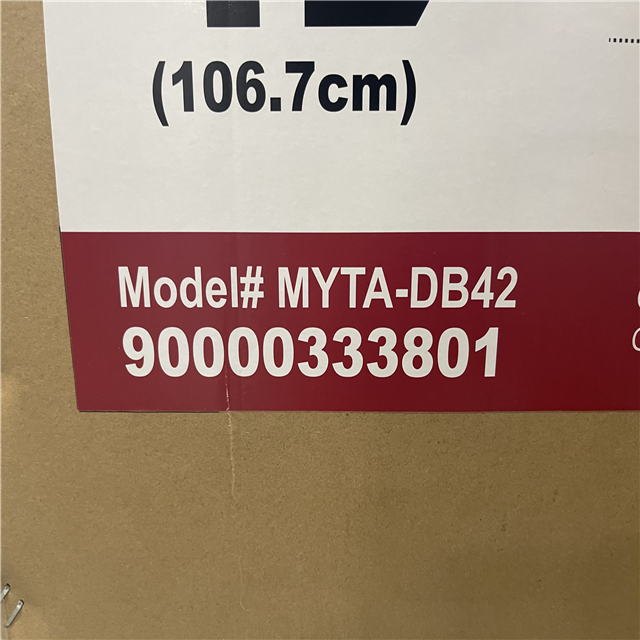 (106.7cm)
Model# MYTA-DB42
90000333801